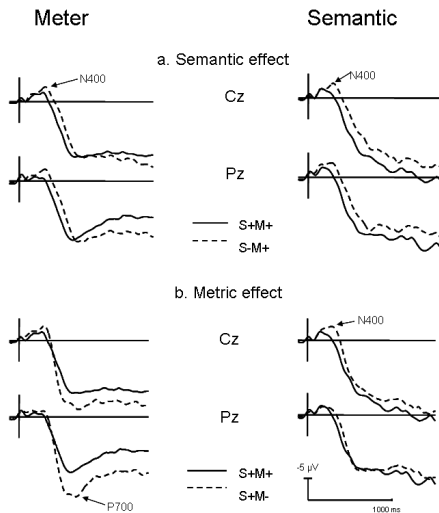 Meter Semantic
a. Semantic effect
N400 N400
Cz
Pz
S+M+
S-M+
b. Metric effect
N400
Cz
Pz
S+M+
S+M-
P700
-5 µV
1000 ms